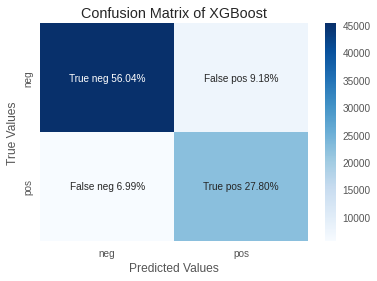 Confusion Matrix of XGBoost
True neg 56.04%
False pos 9.18%
False neg 6.99%
True pos 27.80%
neg
pos
True Values
neg
pos
Predicted Values
45000
40000
35000
30000
25000
20000
15000
10000